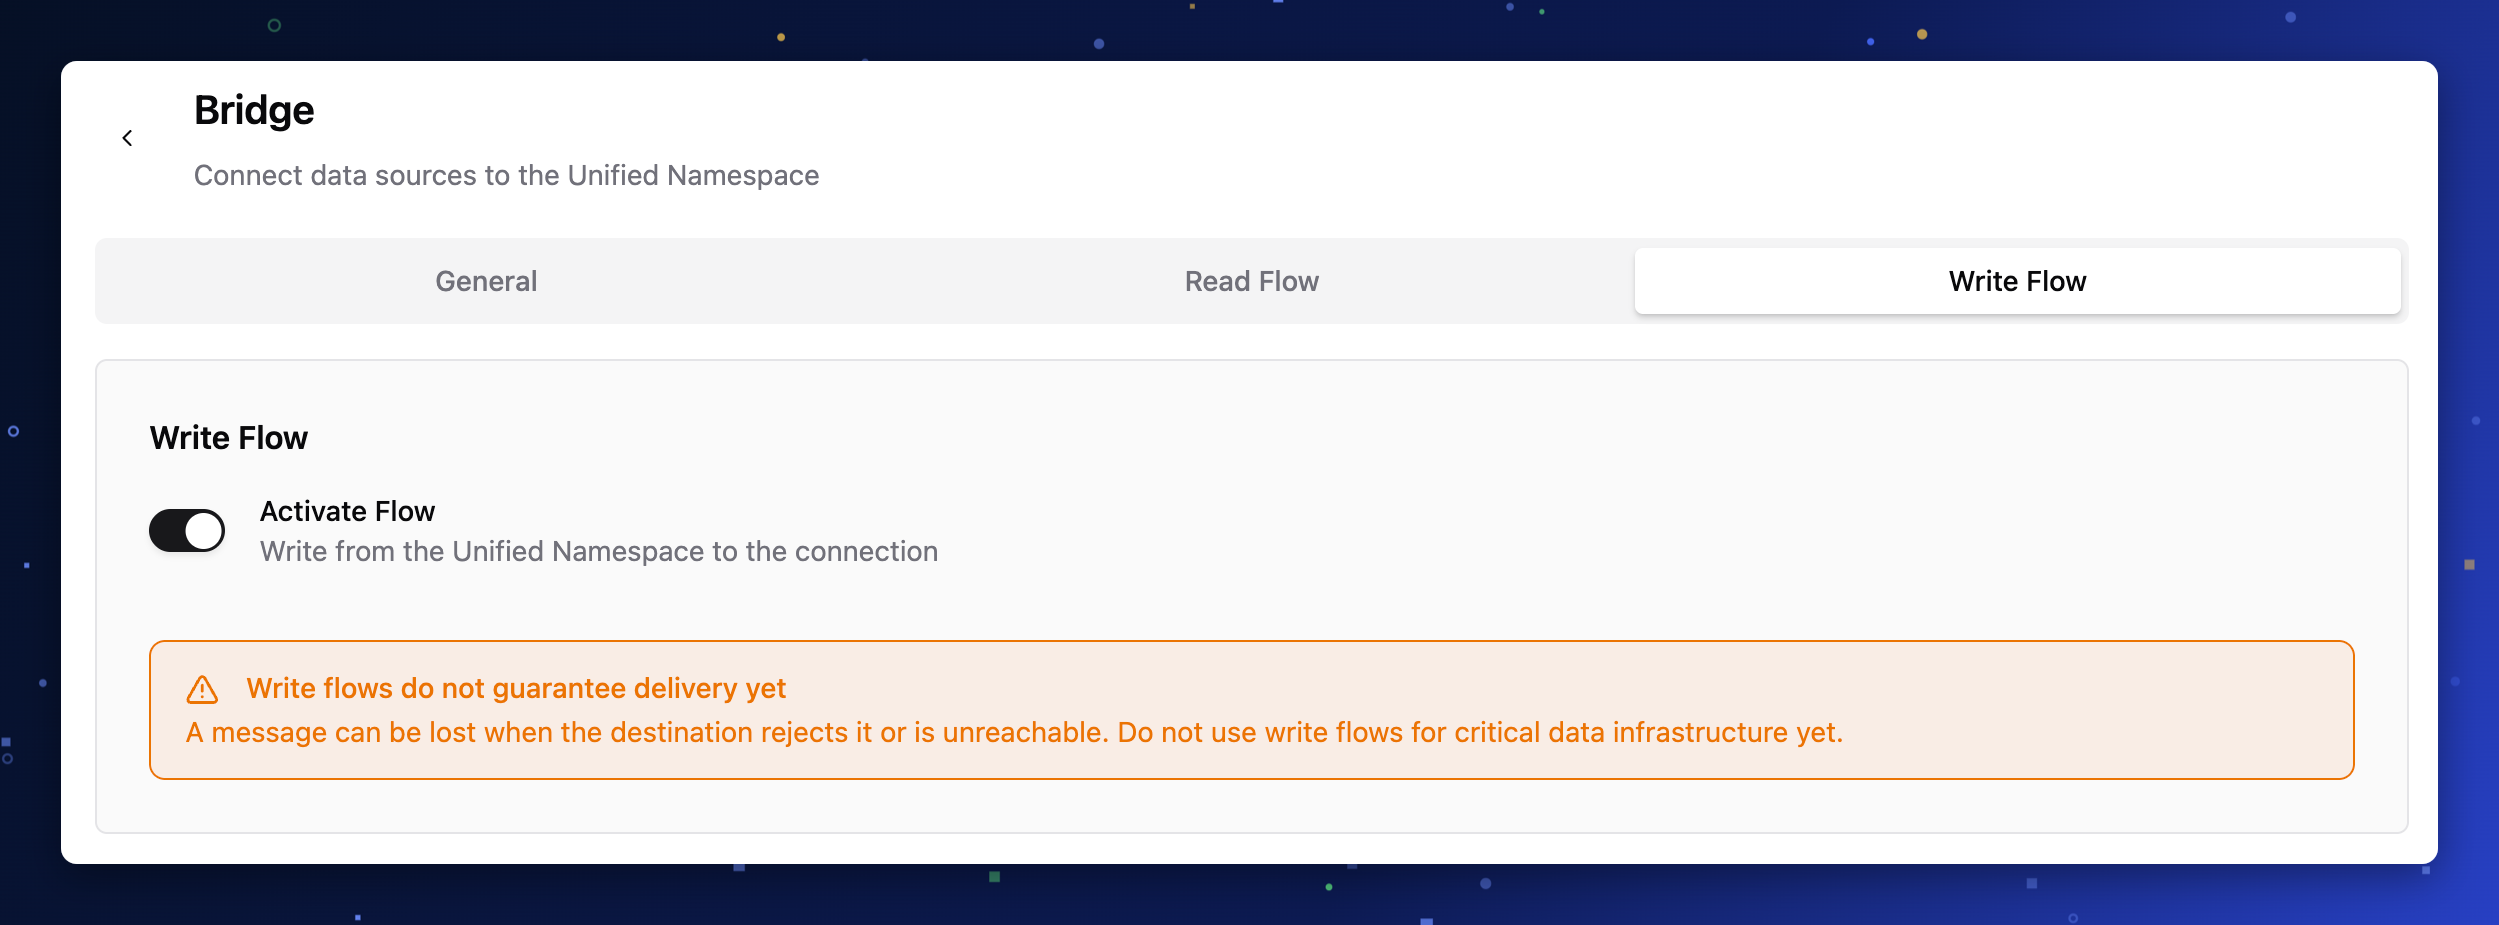 Bridge
Connect data sources to the Unified Namespace
General
Read Flow
Write Flow
Write Flow
Activate Flow
Write from the Unified Namespace to the connection
Write flows do not guarantee delivery yet
A message can be lost when the destination rejects it or is unreachable. Do not use write flows for critical data infrastructure yet.